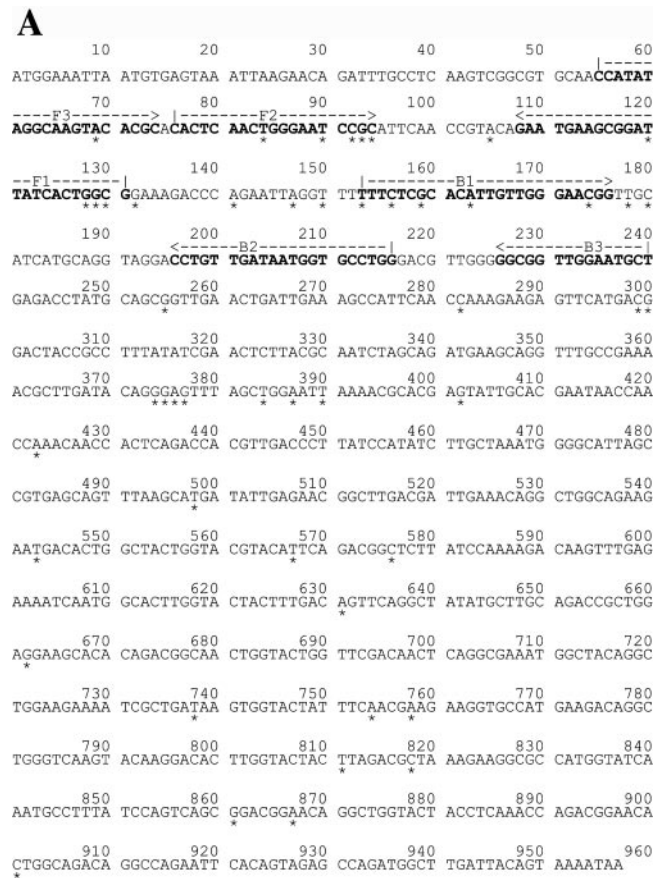 A
10 20 30 40 50 60
ATGGAAATTA ATGTGAGTAA ATTAAGAACA GATTTGCCTC AAGTCGGCGT GCAACCATAT
70 80 90 100 110 120
AGGCAAGTAC ACGCACACTC AACTGGGAAT CCGCATTCAA CCGTACAGAA TGAAGCGGAT
130 140 150 160 170 180
TATCACTGGC GGAAAGACCC AGAATTAGGT TTTTTCTCGC ACATTGTTGG GAACGGTTGC
190 200 210 220 230 240
ATCATGCAGG TAGGACCTGT TGATAATGGT GCCTGGGACG TTGGGGGCGG TTGGAATGCT
250 260 270 280 290 300
GAGACCTATG CAGCGGTTGA ACTGATTGAA AGCCATTCAA CCAAAGAAGA GTTCATGACG
310 320 330 340 350 360
GACTACCGCC TTTATATCGA ACTCTTACGC AATCTAGCAG ATGAAGCAGG TTTGCCGAAA
370 380 390 400 410 420
ACGCTTGATA CAGGGGAGTTT AGCTGGAATT AAAACGCACG AGTATTGCAC GAATAACCAA
430 440 450 460 470 480
CCAAACAACC ACTCAGACCA CGTTGACCCT TATCCATATC TTGCTAAATG GGGCATTAGC
490 500 510 520 530 540
CGTGAGCAGT TTAAGCATGA TATTGAGAAC GGCTTGACGA TTGAAACAGG CTGGCAGAAG
550 560 570 580 590 600
AATGACACTG GCTACTGGTA CGTACATTCA GACGGCTCTT ATCCAAAAGA CAAGTTTGAG
610 620 630 640 650 660
AAAATCAATG GCACTTGGTA CTACTTTGAC AGTTCAGGCT ATATGCTTGC AGACCGCTGG
670 680 690 700 710 720
AGGAAGCACA CAGACGGCAA CTGGTACTGG TTCGACAACT CAGGCGAAAT GGCTACAGGC
730 740 750 760 770 780
TGGAAGAAAA TCGCTGATAA GTGGTACTAT TTCAACGAAG AAGGTGCCAT GAAGACAGGC
790 800 810 820 830 840
TGGGTCAAGT ACAAGGACAC TTGGTACTAC TTAGACGCTA AAGAAGGCGC CATGGTATCA
850 860 870 880 890 900
AATGCCTTTA TCCAGTCAGC GGACGGAACA GGCTGGTACT ACCTCAAACC AGACGGAACA
910 920 930 940 950 960
CTGGCAGACA GGCCAGAATT CACAGTAGAG CCAGATGGCT TGATTACAGT AAAATAA